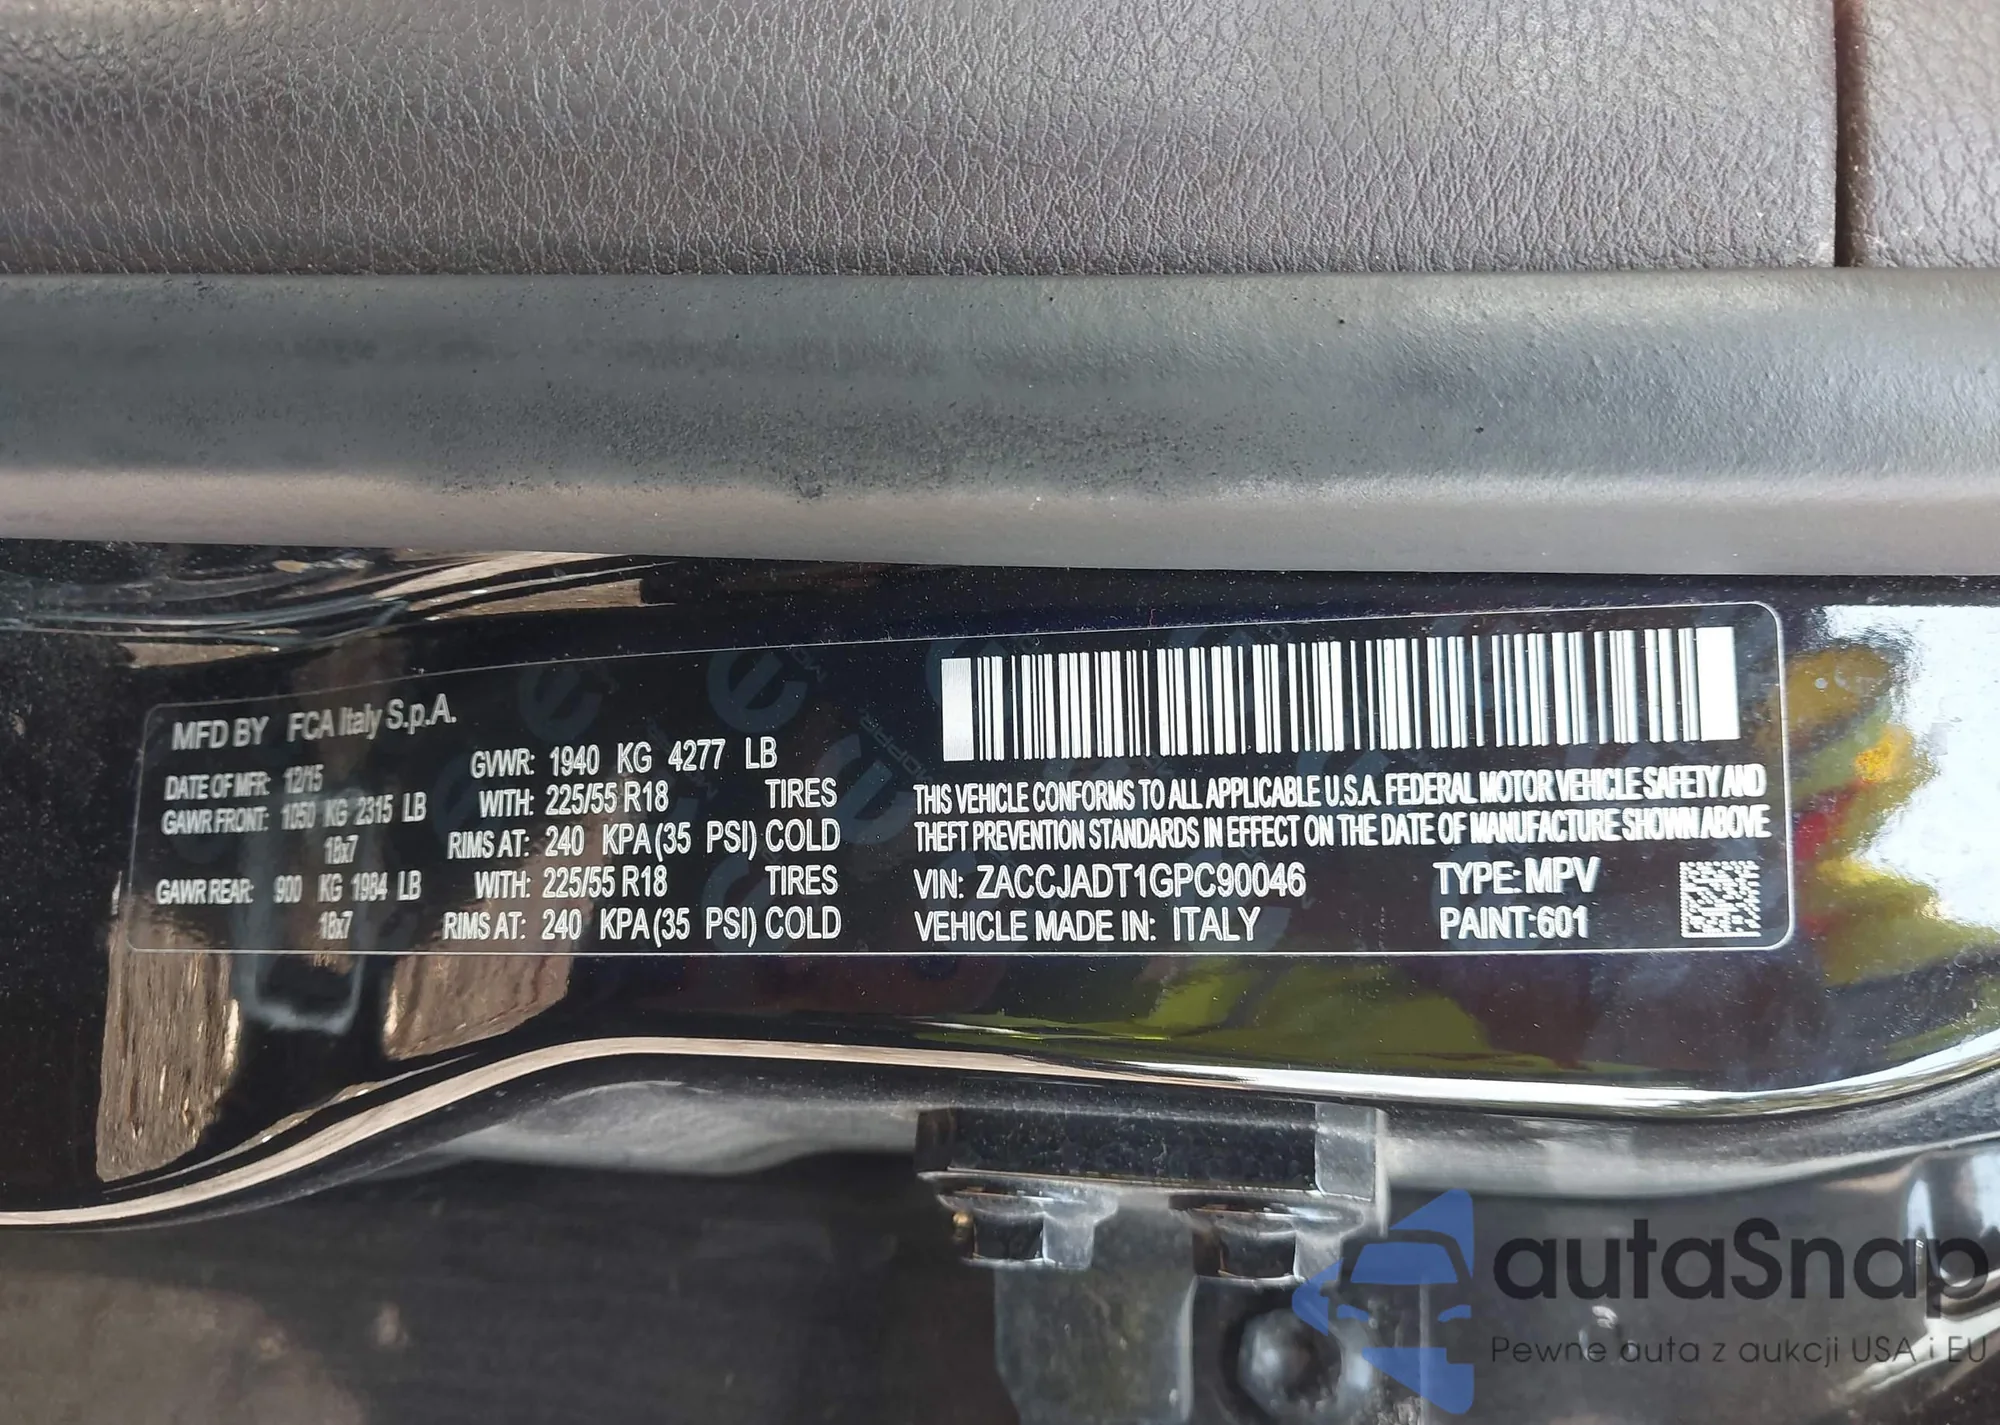 MFD BY FCA Italy S.p.A.
DATE OF MFR: 12/15 GVWR: 1940 KG 4277 LB
GAWR FRONT: 1050 KG 2315 LB WITH: 225/55 R18 TIRES
18x7 RIMS AT: 240 KPA(35 PSI) COLD
GAWR REAR: 900 KG 1984 LB WITH: 225/55 R18 TIRES
18x7 RIMS AT: 240 KPA(35 PSI) COLD
THIS VEHICLE CONFORMS TO ALL APPLICABLE U.S.A. FEDERAL MOTOR VEHICLE SAFETY AND
THEFT PREVENTION STANDARDS IN EFFECT ON THE DATE OF MANUFACTURE SHOWN ABOVE
VIN: ZACCJADT1GPC90046 TYPE: MPV
VEHICLE MADE IN: ITALY PAINT:601
autaSnap
Pewne auta z aukcji USA i EU